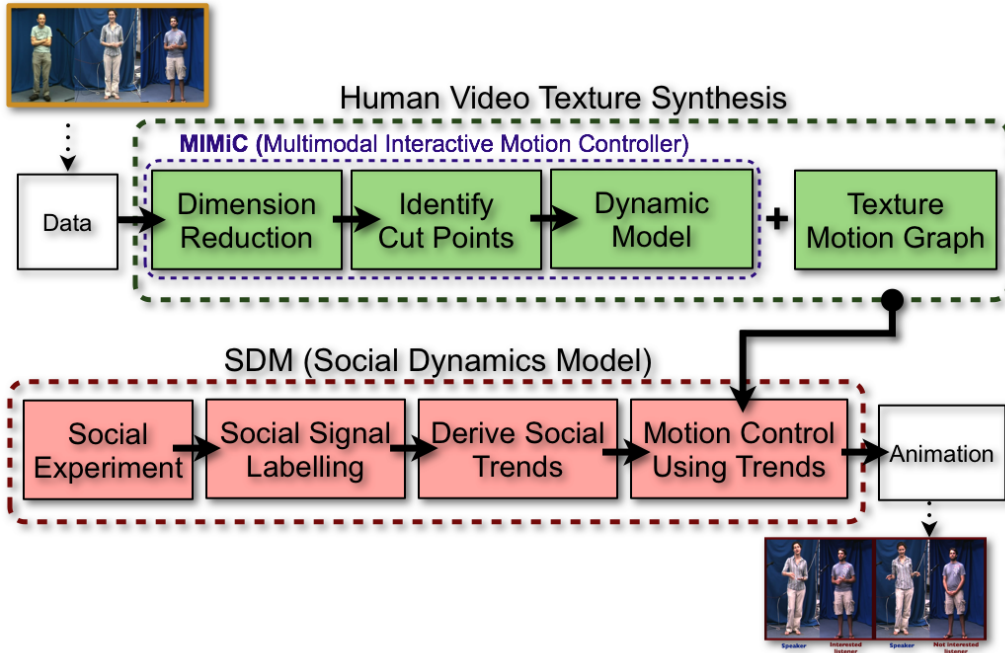 Human Video Texture Synthesis
MIMiC (Multimodal Interactive Motion Controller)
Data
Dimension
Reduction
Identify
Cut Points
Dynamic
Model
+
Texture
Motion Graph
SDM (Social Dynamics Model)
Social
Experiment
Social Signal
Labelling
Derive Social
Trends
Motion Control
Using Trends
Animation
Speaker
Interested
listener
Speaker
Not Interested
listener